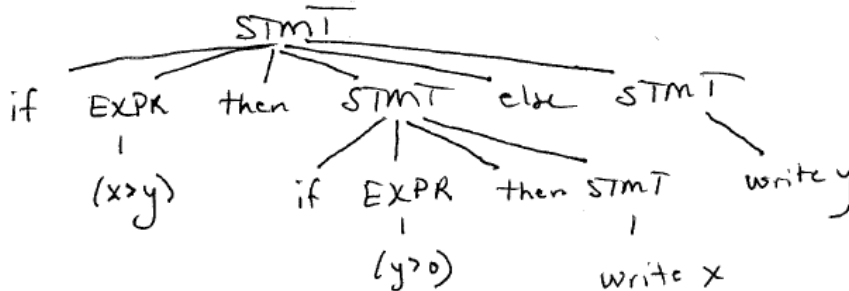 STMT
if EXPR then STMT else STMT
(x>y) if EXPR then STMT write y
(y>0) write x